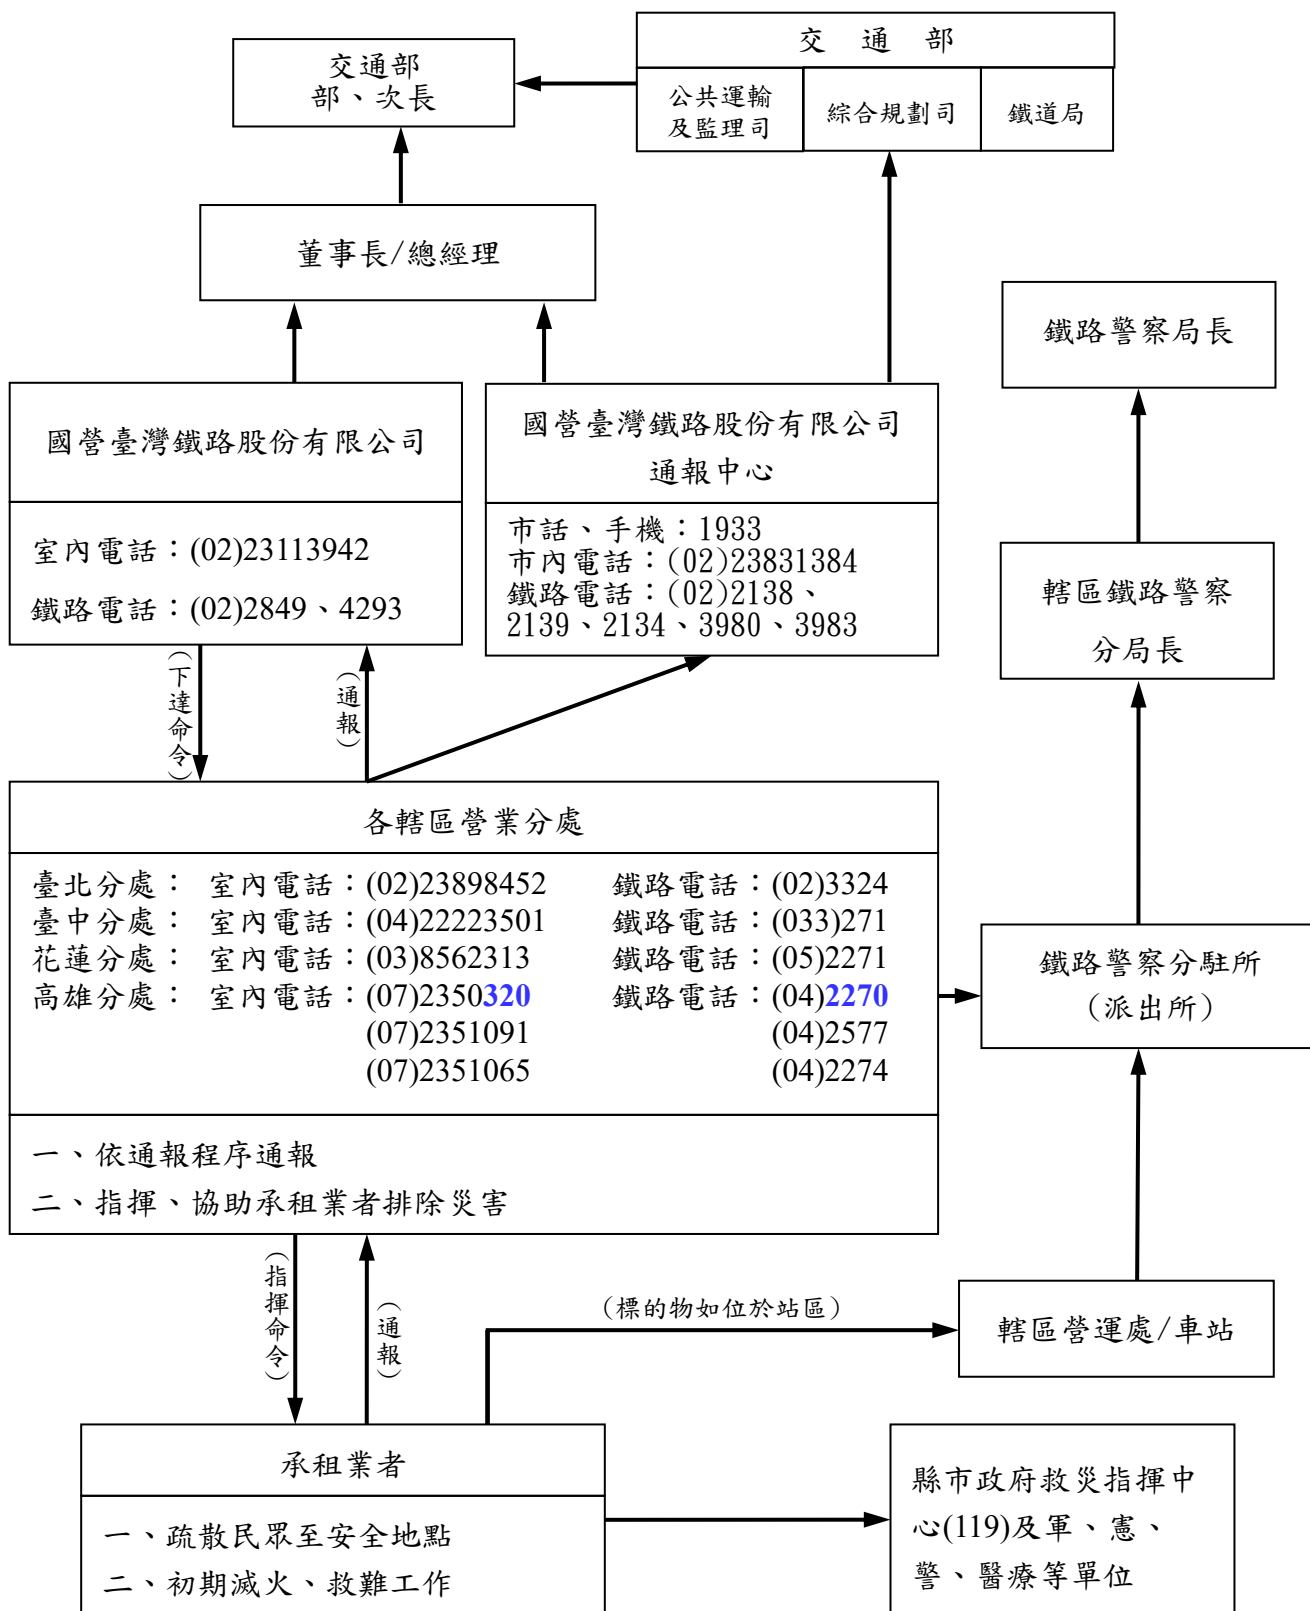 交通部
交通部
部、次長
公共運輸
及監理司
綜合規劃司
鐵道局
董事長/總經理
鐵路警察局長
國營臺灣鐵路股份有限公司
室內電話：(02)23113942
鐵路電話：(02)2849、4293
國營臺灣鐵路股份有限公司
通報中心
市話、手機：1933
市內電話：(02)23831384
鐵路電話：(02)2138、
2139、2134、3980、3983
轄區鐵路警察
分局長
(下達命令)
(通報)
各轄區營業分處
臺北分處： 室內電話：(02)23898452 鐵路電話：(02)3324
臺中分處： 室內電話：(04)22223501 鐵路電話：(033)271
花蓮分處： 室內電話：(03)8562313 鐵路電話：(05)2271
高雄分處： 室內電話：(07)2350320 鐵路電話：(04)2270
(07)2351091 (04)2577
(07)2351065 (04)2274
一、依通報程序通報
二、指揮、協助承租業者排除災害
鐵路警察分駐所
（派出所）
(指揮命令)
(通報)
（標的物如位於站區）
轄區營運處/車站
承租業者
一、疏散民眾至安全地點
二、初期滅火、救難工作
縣市政府救災指揮中
心(119)及軍、憲、
警、醫療等單位